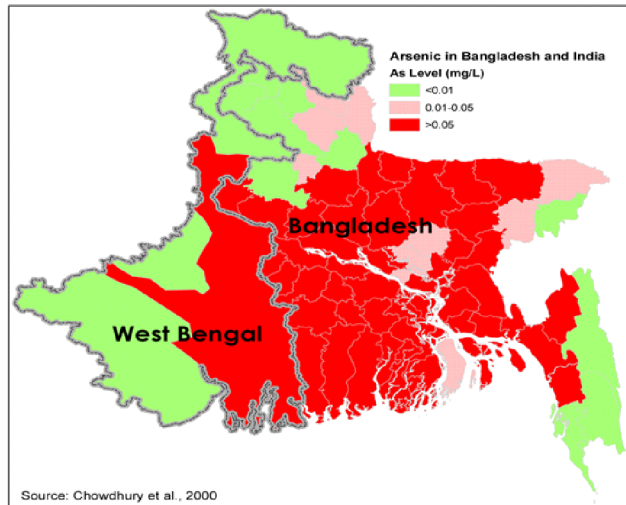 Arsenic in Bangladesh and India
As Level (mg/L)
<0.01
0.01-0.05
>0.05
Bangladesh
West Bengal
Source: Chowdhury et al., 2000